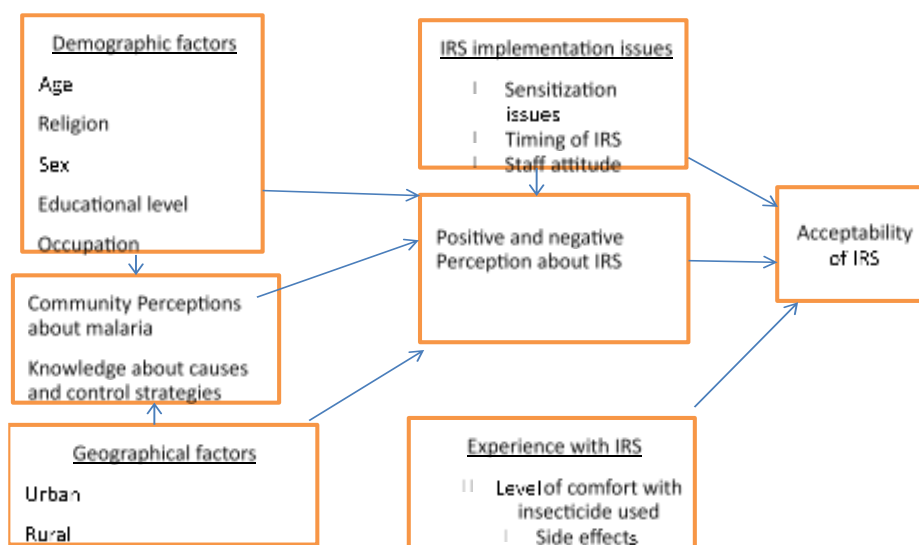 Demographic factors
Age
Religion
Sex
Educational level
Occupation
IRS implementation issues
Sensitization
issues
Timing of IRS
Staff attitude
Positive and negative
Perception about IRS
Acceptability
of IRS
Community Perceptions
about malaria
Knowledge about causes
and control strategies
Geographical factors
Urban
Rural
Experience with IRS
Level of comfort with
insecticide used
Side effects